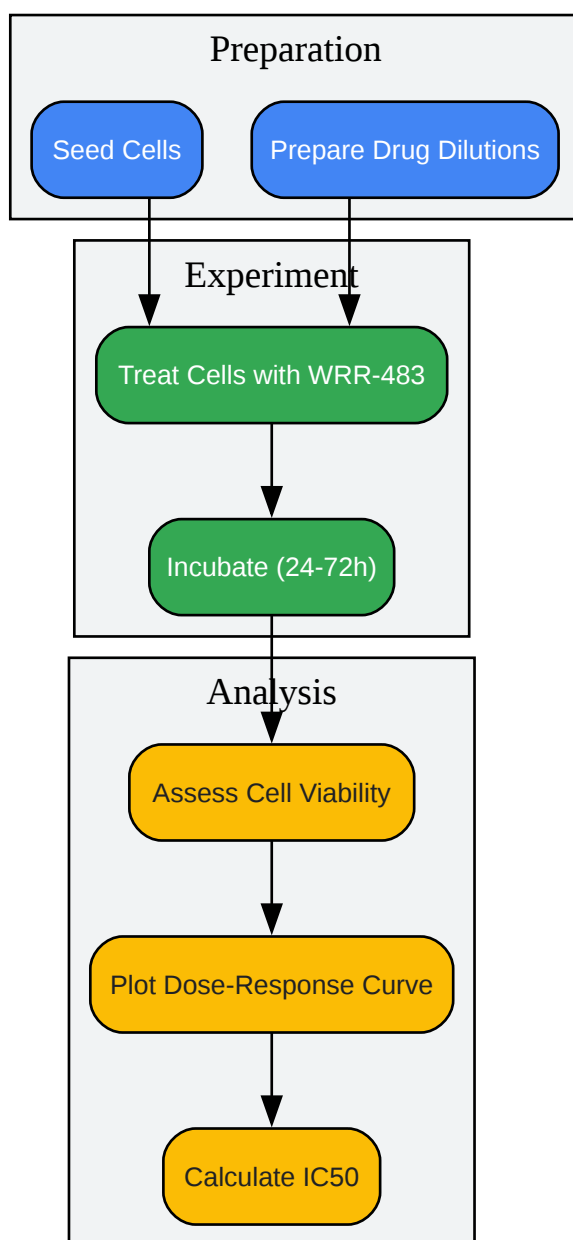 Preparation
Seed Cells
Prepare Drug Dilutions
Experiment
Treat Cells with WRR-483
Incubate (24-72h)
Analysis
Assess Cell Viability
Plot Dose-Response Curve
Calculate IC50